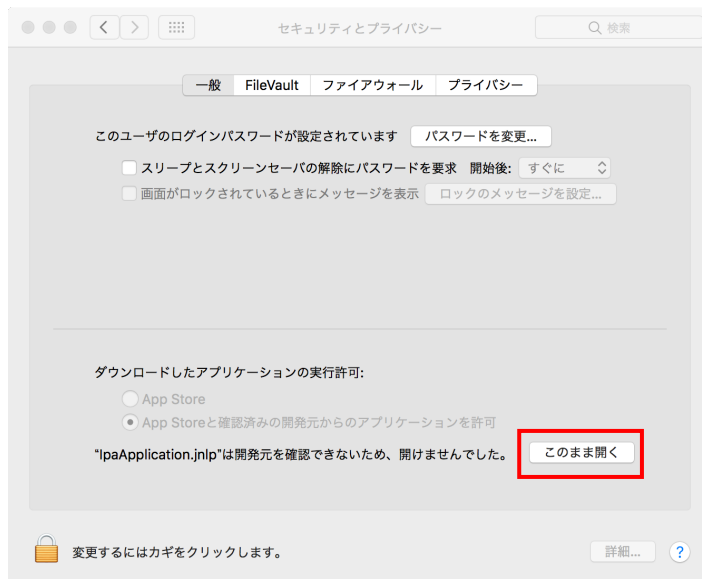 セキュリティとプライバシー
検索
一般 FileVault ファイアウォール プライバシー
このユーザのログインパスワードが設定されています パスワードを変更...
スリープとスクリーンセーバの解除にパスワードを要求 開始後: すぐに
画面がロックされているときにメッセージを表示 ロックのメッセージを設定...
ダウンロードしたアプリケーションの実行許可:
App Store
App Storeと確認済みの開発元からのアプリケーションを許可
"IpaApplication.jnlp"は開発元を確認できないため、開けませんでした。 このまま開く
変更するにはカギをクリックします。 詳細... ?